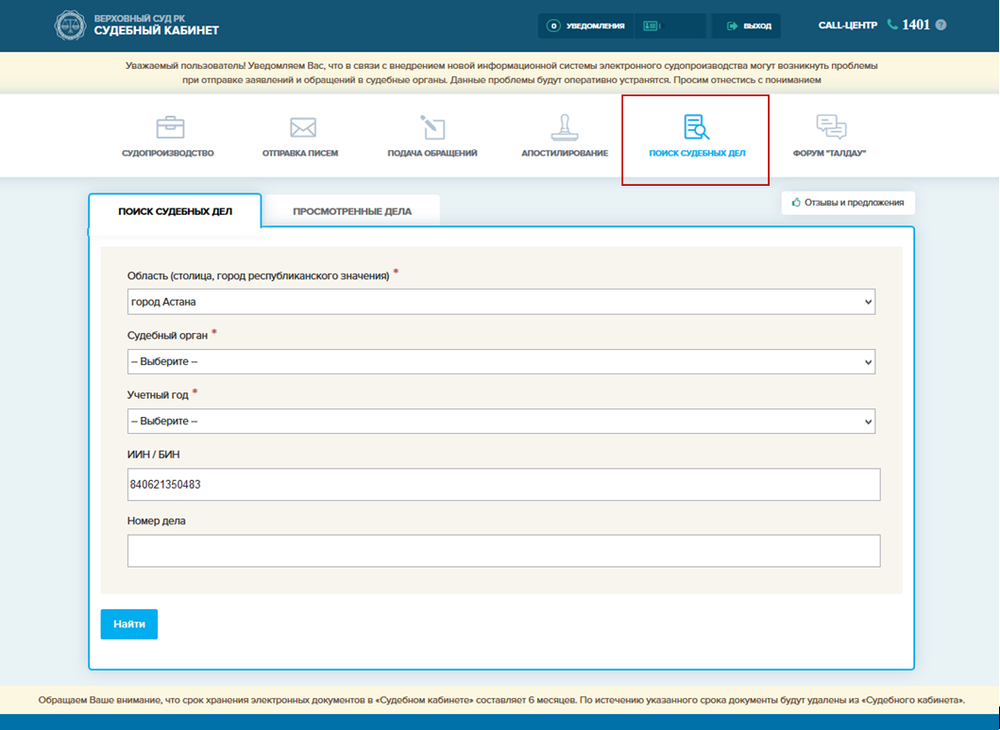 ВЕРХОВНЫЙ СУД РК
СУДЕБНЫЙ КАБИНЕТ
0 УВЕДОМЛЕНИЯ
ВЫХОД
CALL-ЦЕНТР 1401 ?
Уважаемый пользователь! Уведомляем Вас, что в связи с внедрением новой информационной системы электронного судопроизводства могут возникнуть проблемы
при отправке заявлений и обращений в судебные органы. Данные проблемы будут оперативно устранятся. Просим отнестись с пониманием
СУДОПРОИЗВОДСТВО
ОТПРАВКА ПИСЕМ
ПОДАЧА ОБРАЩЕНИЙ
АПОСТИЛИРОВАНИЕ
ПОИСК СУДЕБНЫХ ДЕЛ
ФОРУМ "ТАЛДАУ"
ПОИСК СУДЕБНЫХ ДЕЛ
ПРОСМОТРЕННЫЕ ДЕЛА
Отзывы и предложения
Область (столица, город республиканского значения) *
город Астана
Судебный орган *
-- Выберите --
Учетный год *
-- Выберите --
ИИН / БИН
840621350483
Номер дела
Найти
Обращаем Ваше внимание, что срок хранения электронных документов в «Судебном кабинете» составляет 6 месяцев. По истечению указанного срока документы будут удалены из «Судебного кабинета».